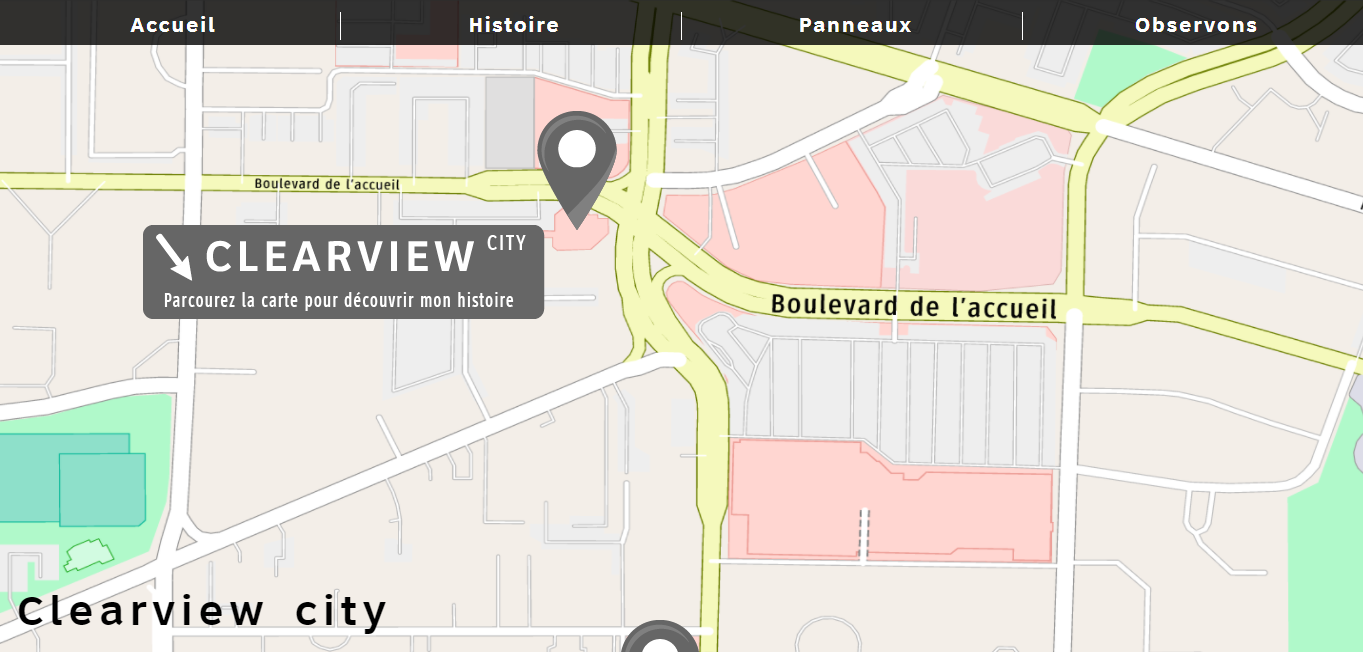 Accueil
Histoire
Panneaux
Observons
Boulevard de l'accueil
CLEARVIEW CITY
Parcourez la carte pour découvrir mon histoire
Boulevard de l'accueil
Clearview city